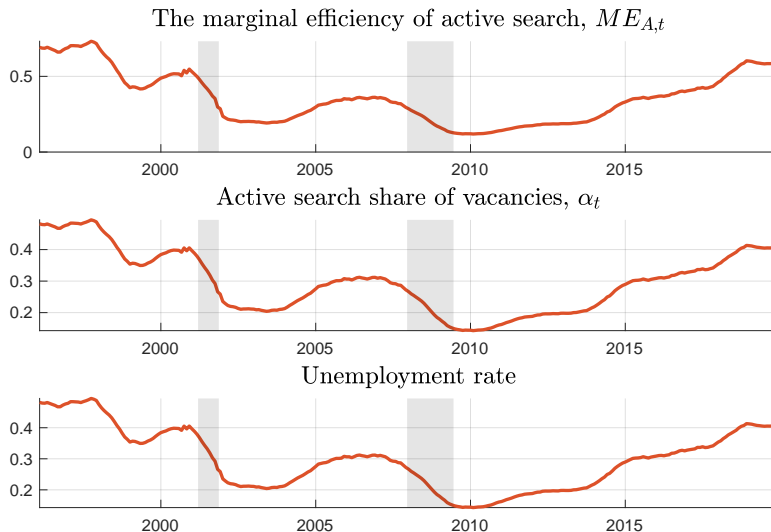 The marginal efficiency of active search, ME_{A,t}
0.5
0
2000 2005 2010 2015
Active search share of vacancies, α_t
0.4
0.3
0.2
2000 2005 2010 2015
Unemployment rate
0.4
0.3
0.2
2000 2005 2010 2015